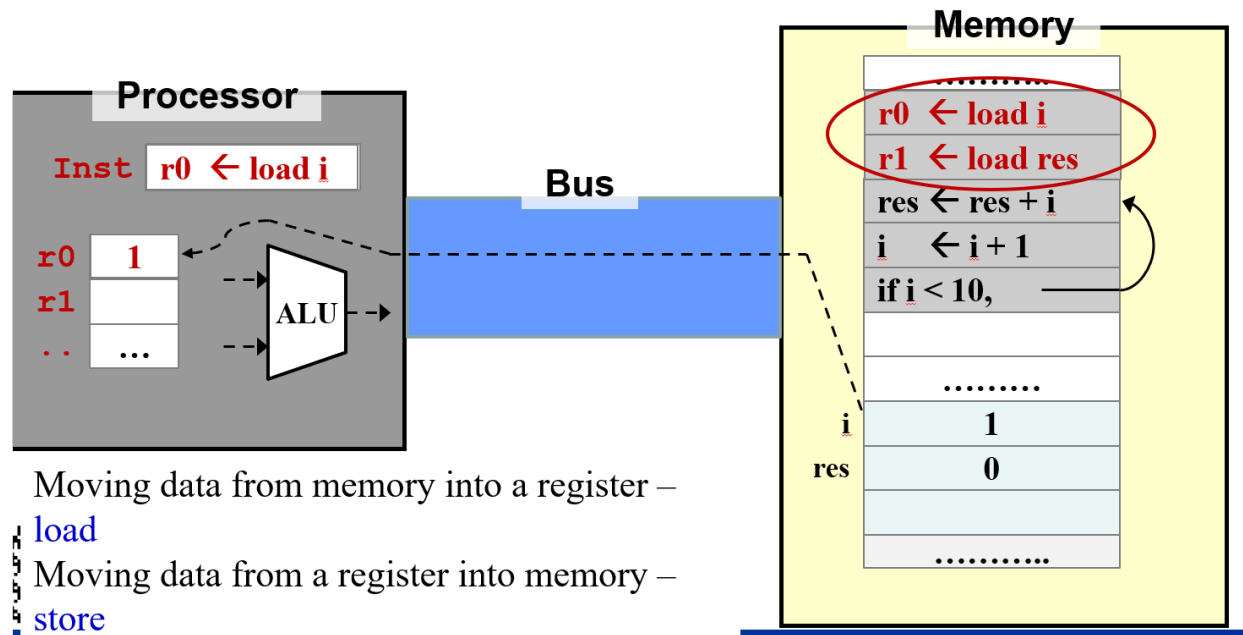 Memory
………..
Processor
r0 ← load i
Inst r0 ← load i
r1 ← load res
Bus
res ← res + i
r0 1
i ← i + 1
r1
ALU
if i < 10,
.. …
………
i 1
res 0
Moving data from memory into a register –
load
Moving data from a register into memory –
store
………..